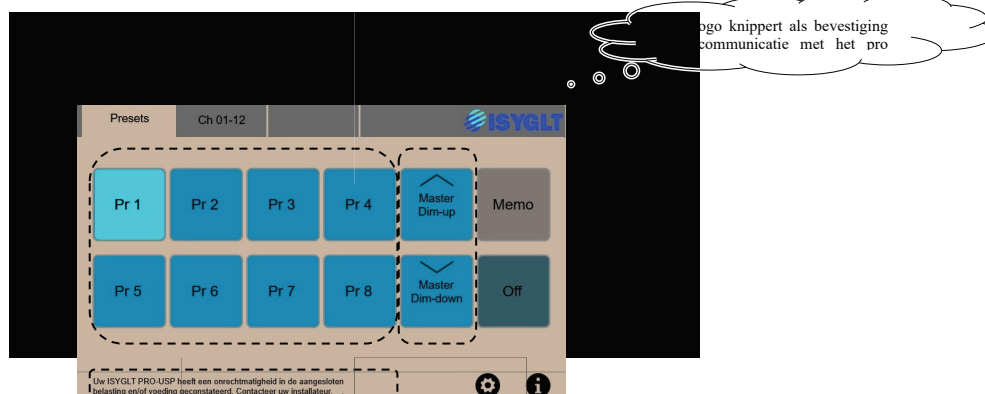 ogo knippert als bevestiging
communicatie met het pro
Presets
Ch 01-12
ISYGLT
Pr 1
Pr 2
Pr 3
Pr 4
Master
Dim-up
Memo
Pr 5
Pr 6
Pr 7
Pr 8
Master
Dim-down
Off
Uw ISYGLT PRO-USP heeft een onrechtmatigheid in de aangesloten
belasting en/of voeding geconstateerd. Contacteer uw installateur.